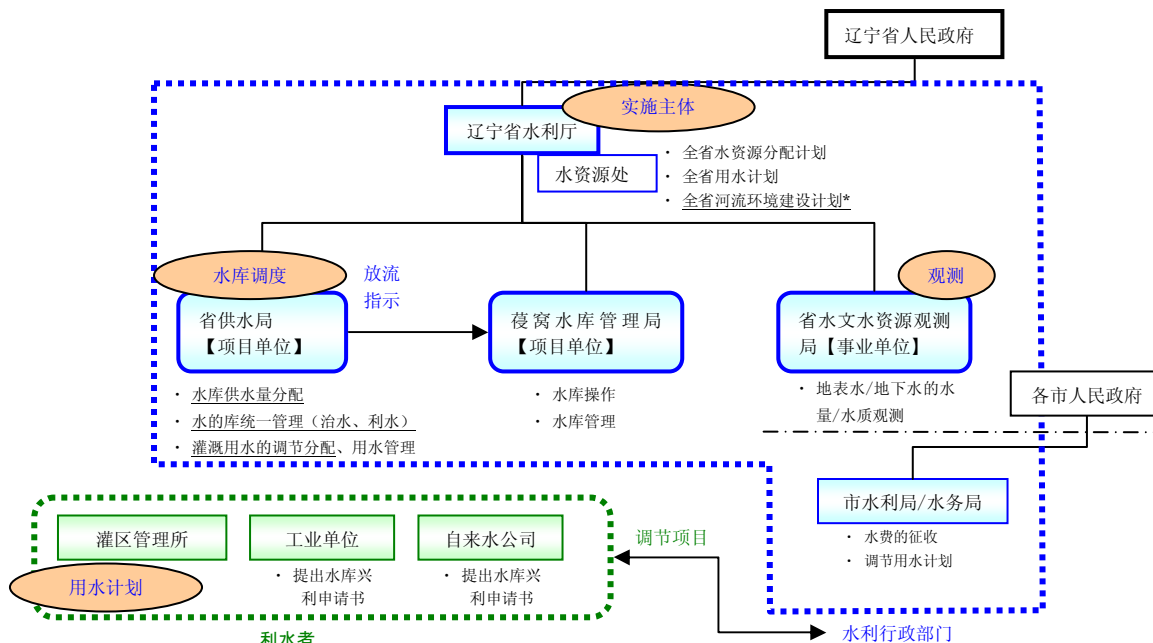 辽宁省人民政府
实施主体
辽宁省水利厅
水资源处
· 全省水资源分配计划
· 全省用水计划
· 全省河流环境建设计划*
水库调度
放流
指示
观测
省供水局
【项目单位】
葠窝水库管理局
【项目单位】
省水文水资源观测
局【事业单位】
· 水库供水量分配
· 水的库统一管理（治水、利水）
· 灌溉用水的调节分配、用水管理
· 水库操作
· 水库管理
· 地表水/地下水的水
量/水质观测
各市人民政府
市水利局/水务局
· 水费的征收
· 调节用水计划
灌区管理所
工业单位
自来水公司
调节项目
用水计划
· 提出水库兴
利申请书
· 提出水库兴
利申请书
利水者
水利行政部门